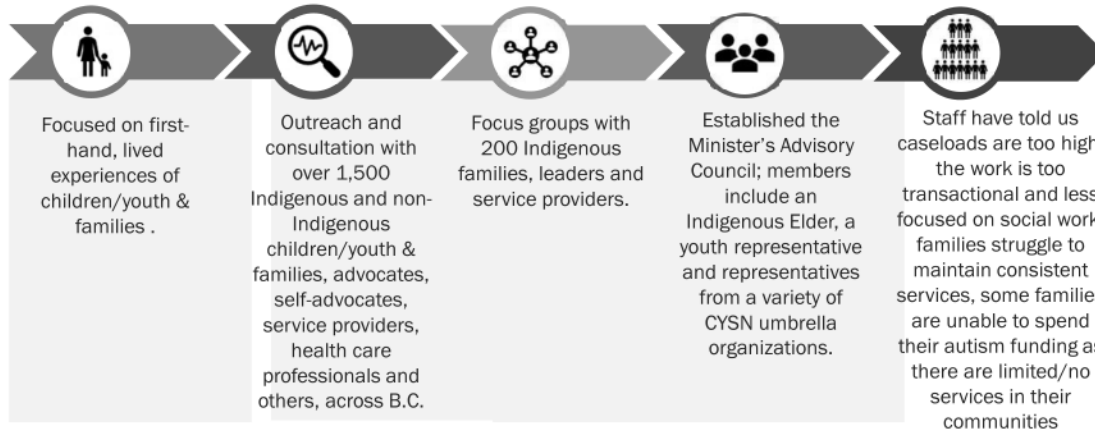 Focused on first-
hand, lived
experiences of
children/youth &
families .
Outreach and
consultation with
over 1,500
Indigenous and non-
Indigenous
children/youth &
families, advocates,
self-advocates,
service providers,
health care
professionals and
others, across B.C.
Focus groups with
200 Indigenous
families, leaders and
service providers.
Established the
Minister's Advisory
Council; members
include an
Indigenous Elder, a
youth representative
and representatives
from a variety of
CYSN umbrella
organizations.
Staff have told us
caseloads are too high
the work is too
transactional and less
focused on social work
families struggle to
maintain consistent
services, some familie
are unable to spend
their autism funding as
there are limited/no
services in their
communities